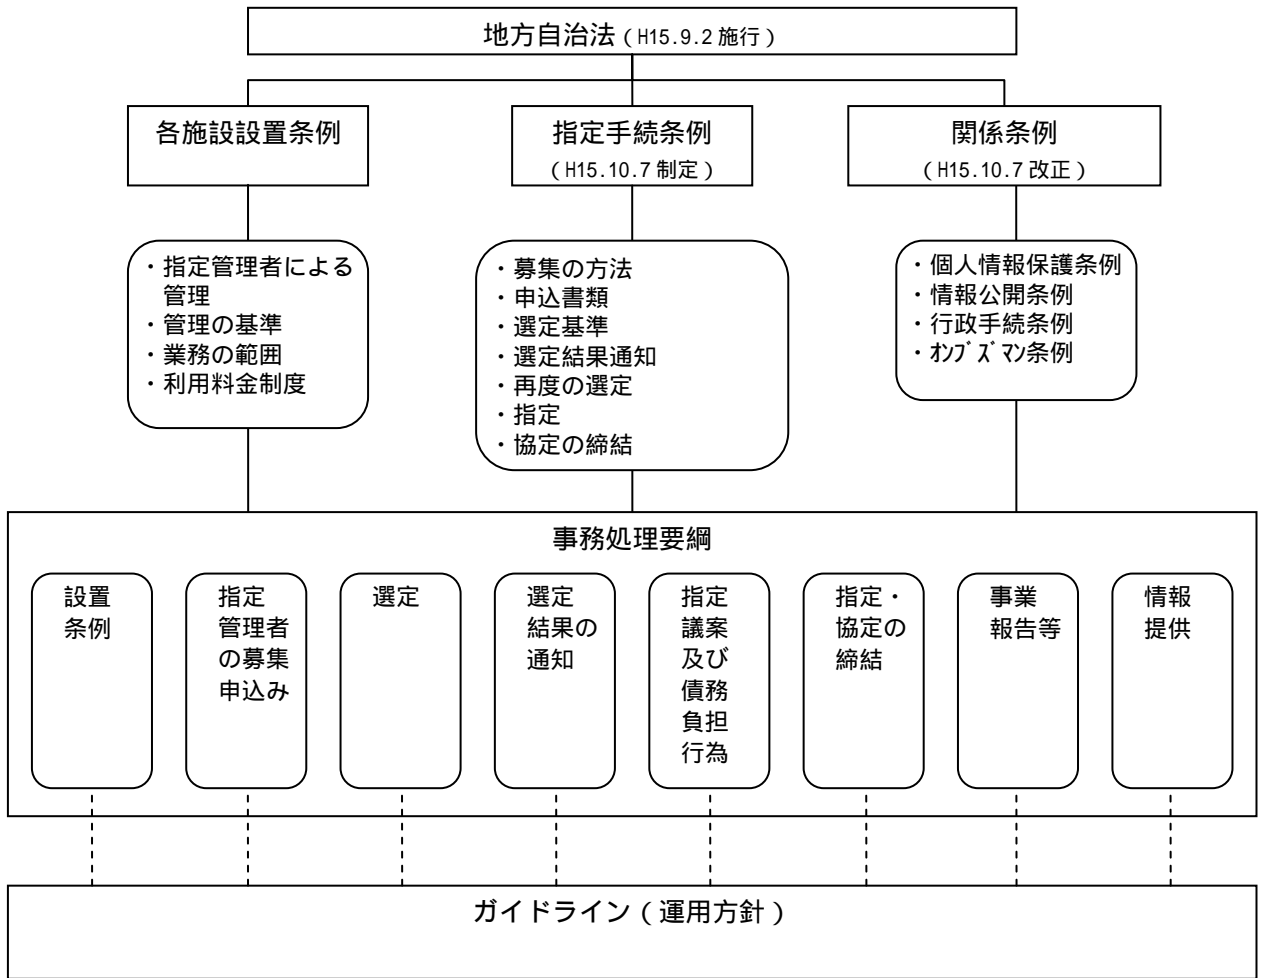 地方自治法（H15.9.2 施行）
各施設設置条例
指定手続条例
（H15.10.7 制定）
関係条例
（H15.10.7 改正）
・指定管理者による
管理
・管理の基準
・業務の範囲
・利用料金制度
・募集の方法
・申込書類
・選定基準
・選定結果通知
・再度の選定
・指定
・協定の締結
・個人情報保護条例
・情報公開条例
・行政手続条例
・ｵﾝﾌﾞｽﾞﾏﾝ条例
事務処理要綱
設置
条例
指定
管理者
の募集
申込み
選定
選定
結果の
通知
指定
議案
及び
債務
負担
行為
指定・
協定の
締結
事業
報告等
情報
提供
ガイドライン（運用方針）